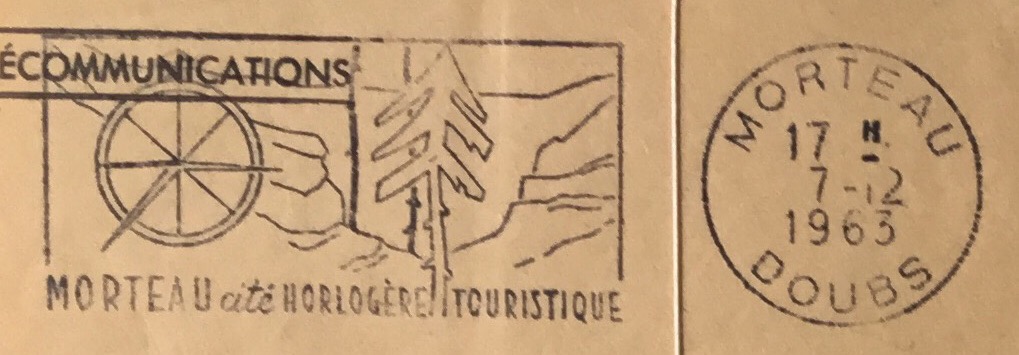 ÉCOMMUNICATIONS
MORTEAU cité HORLOGÈRE TOURISTIQUE
MORTEAU
17 H
7-12
1963
DOUBS